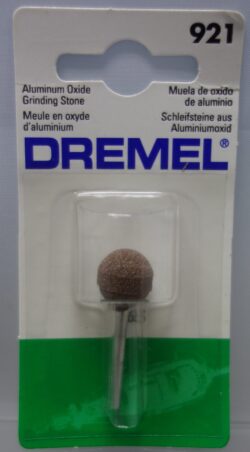 921
Aluminum Oxide
Grinding Stone
Meule en oxyde
d'aluminium
Muela de oxido
de aluminio
Schleifsteine aus
Aluminiumoxid
DREMEL®